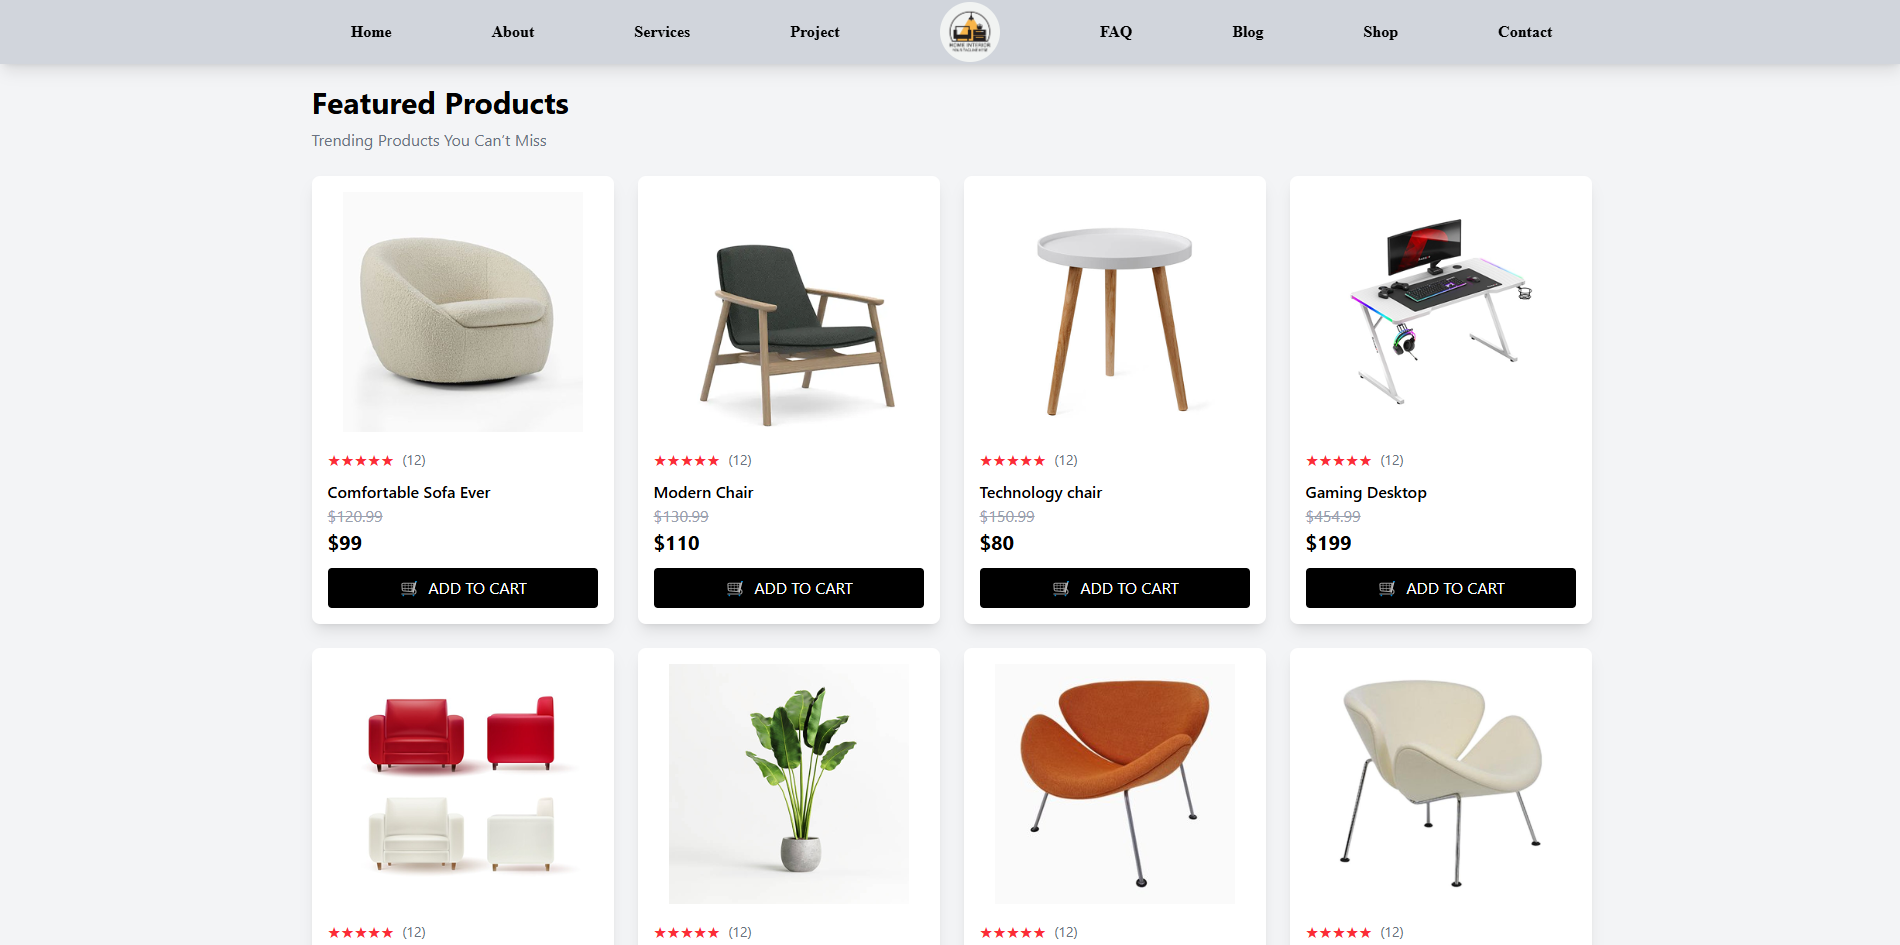 Home About Services Project FAQ Blog Shop Contact
HOME INTERIOR
Featured Products
Trending Products You Can't Miss
★★★★★ (12) ★★★★★ (12) ★★★★★ (12) ★★★★★ (12)
Comfortable Sofa Ever Modern Chair Technology chair Gaming Desktop
$120.99 $130.99 $150.99 $454.99
$99 $110 $80 $199
ADD TO CART ADD TO CART ADD TO CART ADD TO CART
★★★★★ (12) ★★★★★ (12) ★★★★★ (12) ★★★★★ (12)